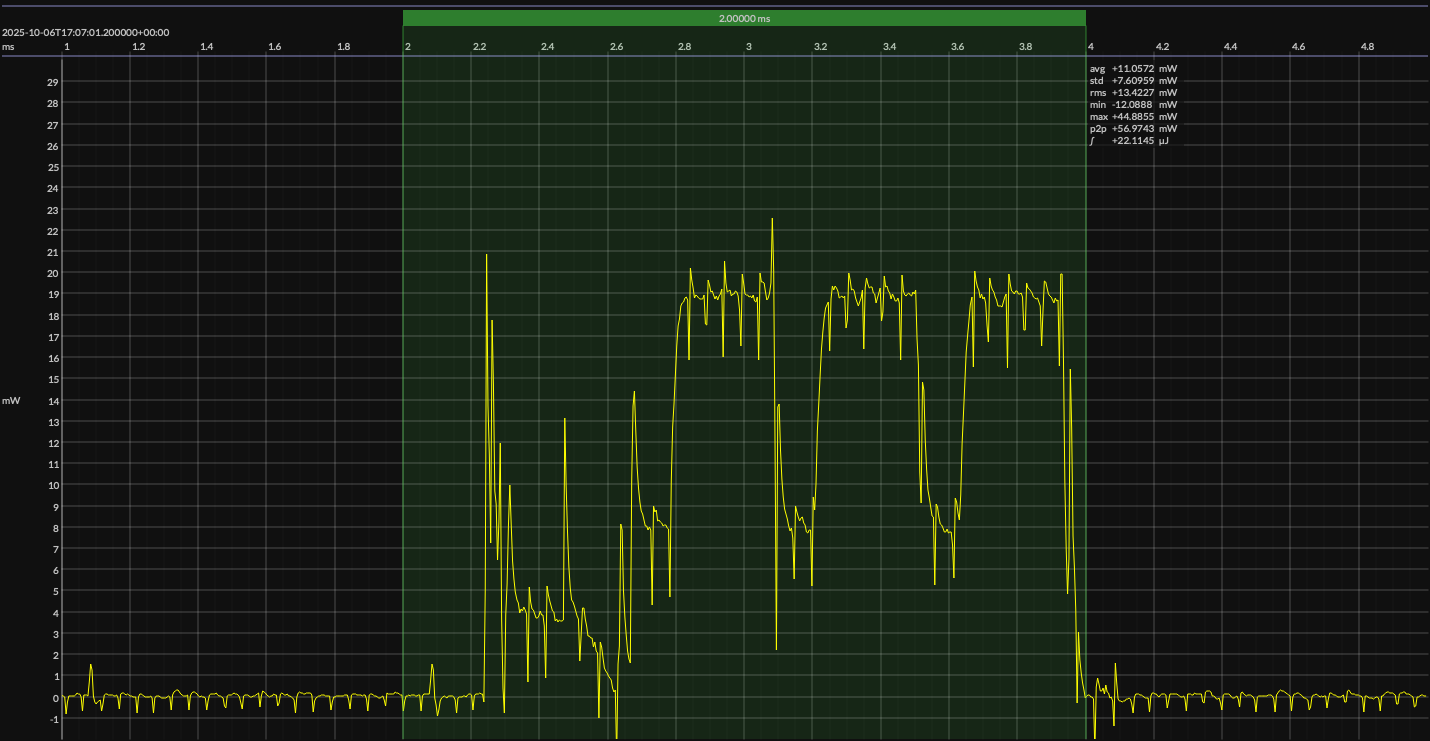 2.00000 ms
2025-10-06T17:07:01.200000+00:00
ms 1 1.2 1.4 1.6 1.8 2 2.2 2.4 2.6 2.8 3 3.2 3.4 3.6 3.8 4 4.2 4.4 4.6 4.8
avg +11.0572 mW
std +7.60959 mW
rms +13.4227 mW
min -12.0888 mW
max +44.8855 mW
p2p +56.9743 mW
∫ +22.1145 µJ
29
28
27
26
25
24
23
22
21
20
19
18
17
16
15
mW
14
13
12
11
10
9
8
7
6
5
4
3
2
1
0
-1